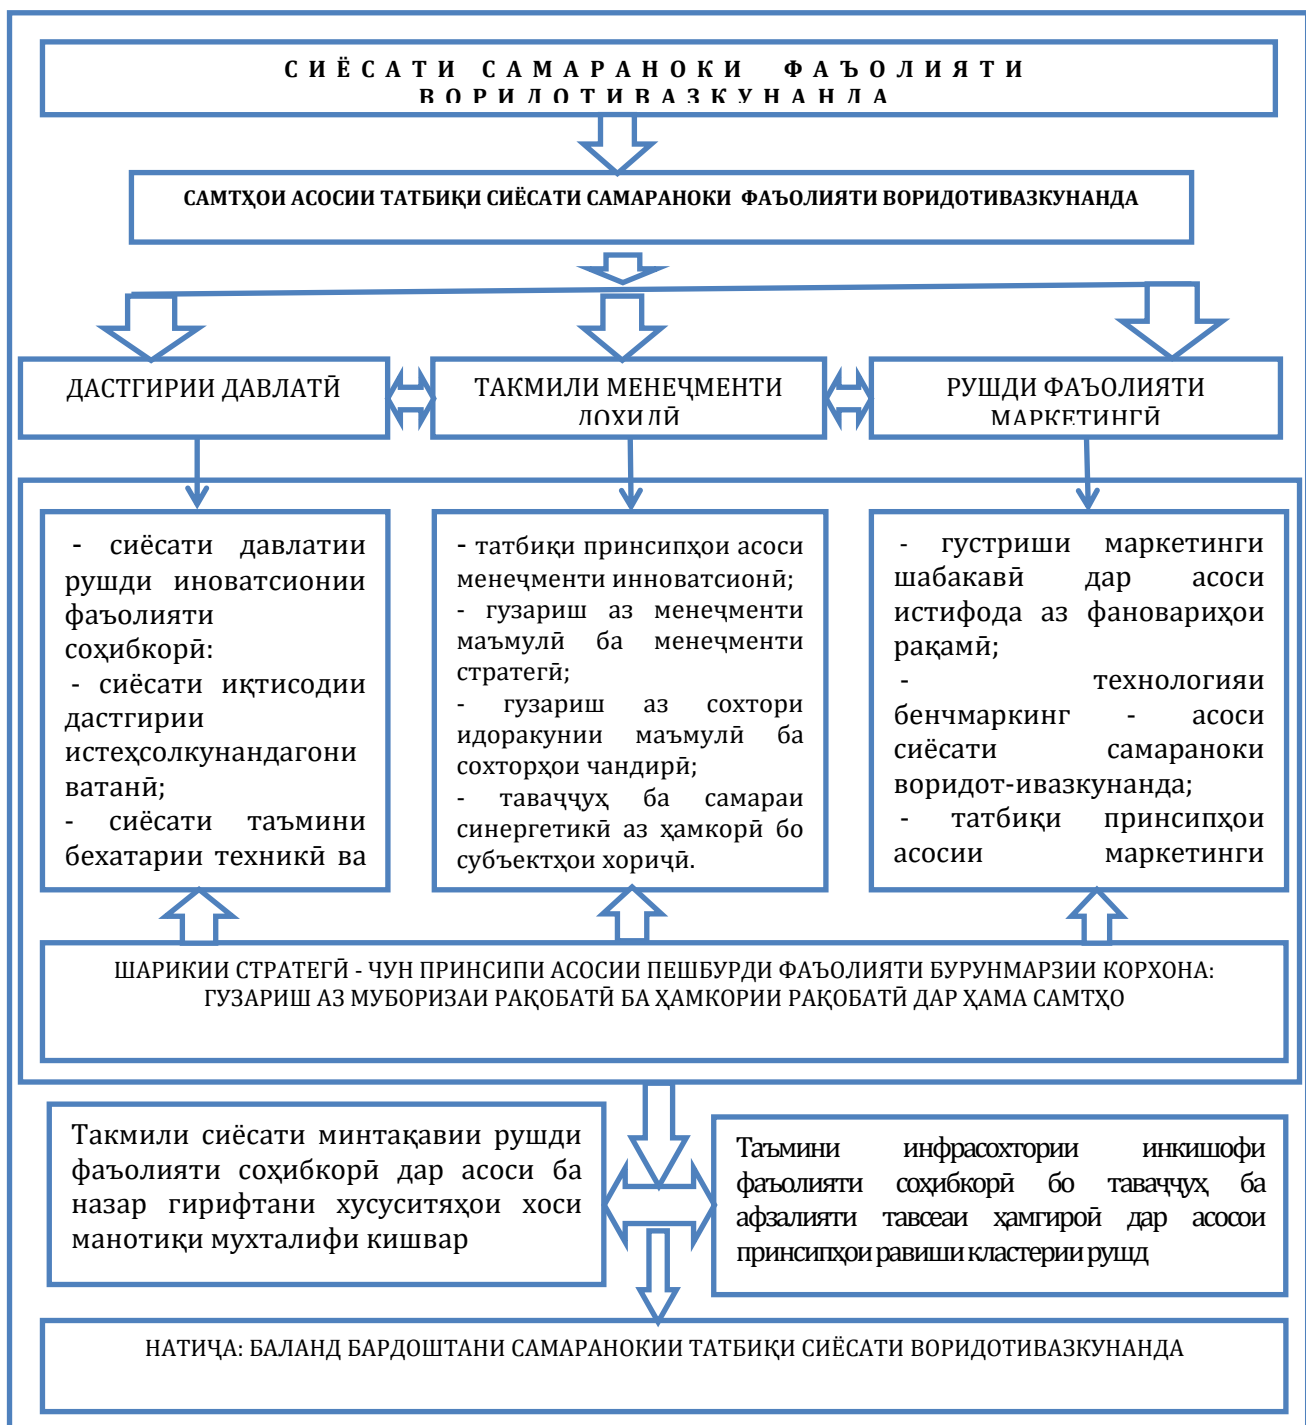 СИЁСАТИ САМАРАНОКИ ФАЪОЛИЯТИ
ВОРИДОТИВАЗКУНАНДА
САМТҲОИ АСОСИИ ТАТБИҚИ СИЁСАТИ САМАРАНОКИ ФАЪОЛИЯТИ ВОРИДОТИВАЗКУНАНДА
ДАСТГИРИИ ДАВЛАТӢ
ТАКМИЛИ МЕНЕҶМЕНТИ
ДОХИЛӢ
РУШДИ ФАЪОЛИЯТИ
МАРКЕТИНГӢ
- сиёсати давлатии
рушди иноватсионии
фаъолияти
соҳибкорӣ:
- сиёсати иқтисодии
дастгирии
истеҳсолкунандагони
ватанӣ;
- сиёсати таъмини
бехатарии техникӣ ва
- татбиқи принсипҳои асоси
менеҷменти инноватсионӣ;
- гузариш аз менеҷменти
маъмулӣ ба менеҷменти
стратегӣ;
- гузариш аз сохтори
идоракунии маъмулӣ ба
сохторҳои чандирӣ;
- таваҷҷуҳ ба самараи
синергетикӣ аз ҳамкорӣ бо
субъектҳои хориҷӣ.
- густриши маркетинги
шабакавӣ дар асоси
истифода аз фановариҳои
рақамӣ;
- технологияи
бенчмаркинг - асоси
сиёсати самараноки
воридот-ивазкунанда;
- татбиқи принсипҳои
асосии маркетинги
ШАРИКИИ СТРАТЕГӢ - ЧУН ПРИНСИПИ АСОСИИ ПЕШБУРДИ ФАЪОЛИЯТИ БУРУНМАРЗИИ КОРХОНА:
ГУЗАРИШ АЗ МУБОРИЗАИ РАҚОБАТӢ БА ҲАМКОРИИ РАҚОБАТӢ ДАР ҲАМА САМТҲО
Такмили сиёсати минтақавии рушди
фаъолияти соҳибкорӣ дар асоси ба
назар гирифтани хусуситяҳои хоси
манотиқи мухталифи кишвар
Таъмини инфрасохтории инкишофи
фаъолияти соҳибкорӣ бо таваҷҷуҳ ба
афзалияти тавсеаи ҳамгироӣ дар асосои
принсипҳои равиши кластерии рушд
НАТИҶА: БАЛАНД БАРДОШТАНИ САМАРАНОКИИ ТАТБИҚИ СИЁСАТИ ВОРИДОТИВАЗКУНАНДА